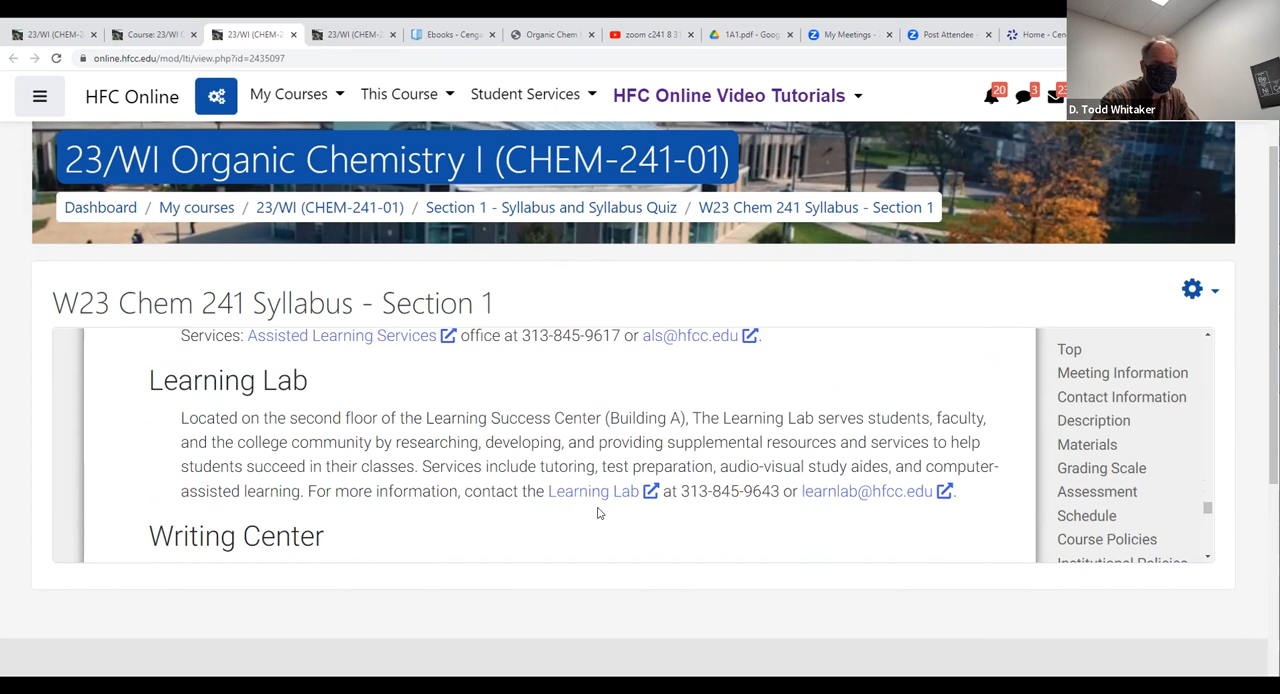 23/WI (CHEM-2
Course: 23/WI C
23/WI (CHEM-2
23/WI (CHEM-2
Ebooks - Cenga
Organic Chem I
zoom c241 8 3
1A1.pdf - Goog
My Meetings -
Post Attendee -
Home - Cen
online.hfcc.edu/mod/lti/view.php?id=2435097
HFC Online
My Courses
This Course
Student Services
HFC Online Video Tutorials
20
3
23
D. Todd Whitaker
23/WI Organic Chemistry I (CHEM-241-01)
Dashboard / My courses / 23/WI (CHEM-241-01) / Section 1 - Syllabus and Syllabus Quiz / W23 Chem 241 Syllabus - Section 1
W23 Chem 241 Syllabus - Section 1
Services: Assisted Learning Services office at 313-845-9617 or als@hfcc.edu.
Learning Lab
Located on the second floor of the Learning Success Center (Building A), The Learning Lab serves students, faculty,
and the college community by researching, developing, and providing supplemental resources and services to help
students succeed in their classes. Services include tutoring, test preparation, audio-visual study aides, and computer-
assisted learning. For more information, contact the Learning Lab at 313-845-9643 or learnlab@hfcc.edu.
Writing Center
Top
Meeting Information
Contact Information
Description
Materials
Grading Scale
Assessment
Schedule
Course Policies
Institutional Policies